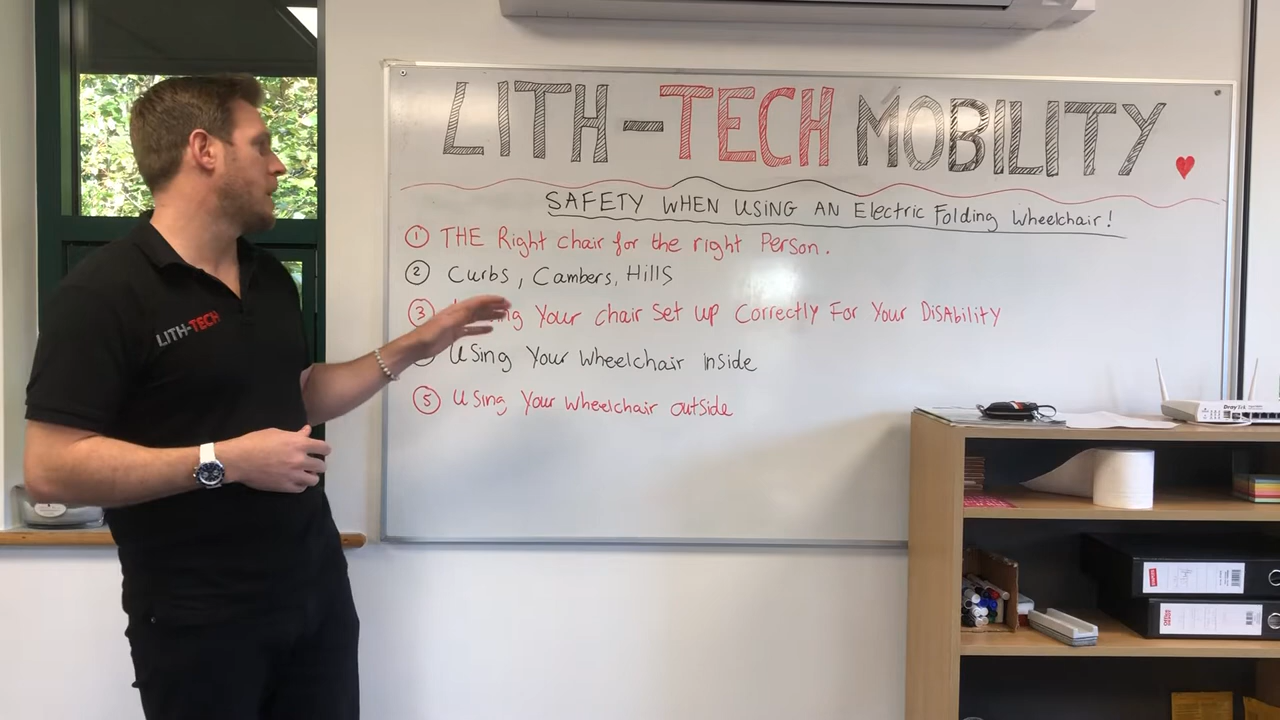 LITH-TECH MOBILITY
SAFETY WHEN USING AN Electric Folding Wheelchair!
1 THE Right chair for the right Person.
2 Curbs, Cambers, Hills
3 Your chair Set up Correctly For Your DisAbility
Using Your wheelchair Inside
5 Using Your wheelchair outside
LITH-TECH
DrayTek